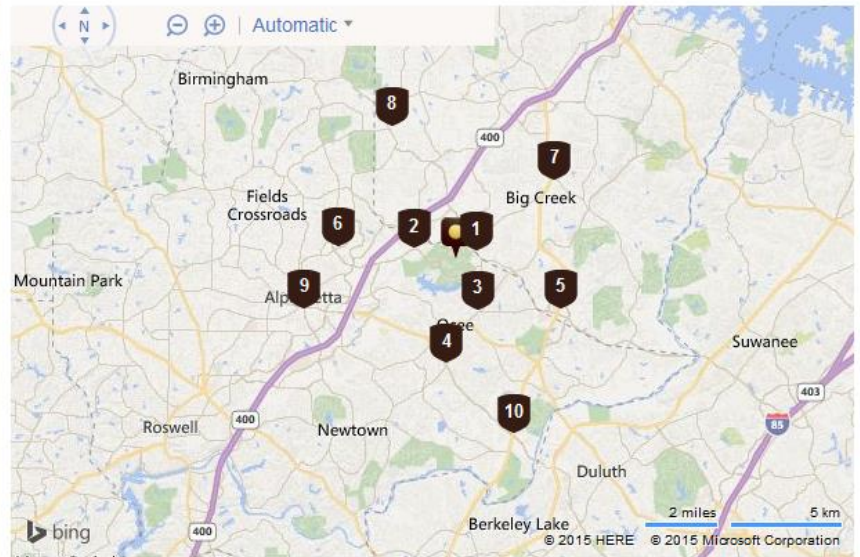 N
Automatic
Birmingham
8
400
7
Fields
Crossroads
Big Creek
6
2
1
Mountain Park
9
Alpharetta
3
5
Ocee
4
Suwanee
403
10
400
85
Roswell
Newtown
Duluth
2 miles
5 km
bing
400
Berkeley Lake
© 2015 HERE
© 2015 Microsoft Corporation